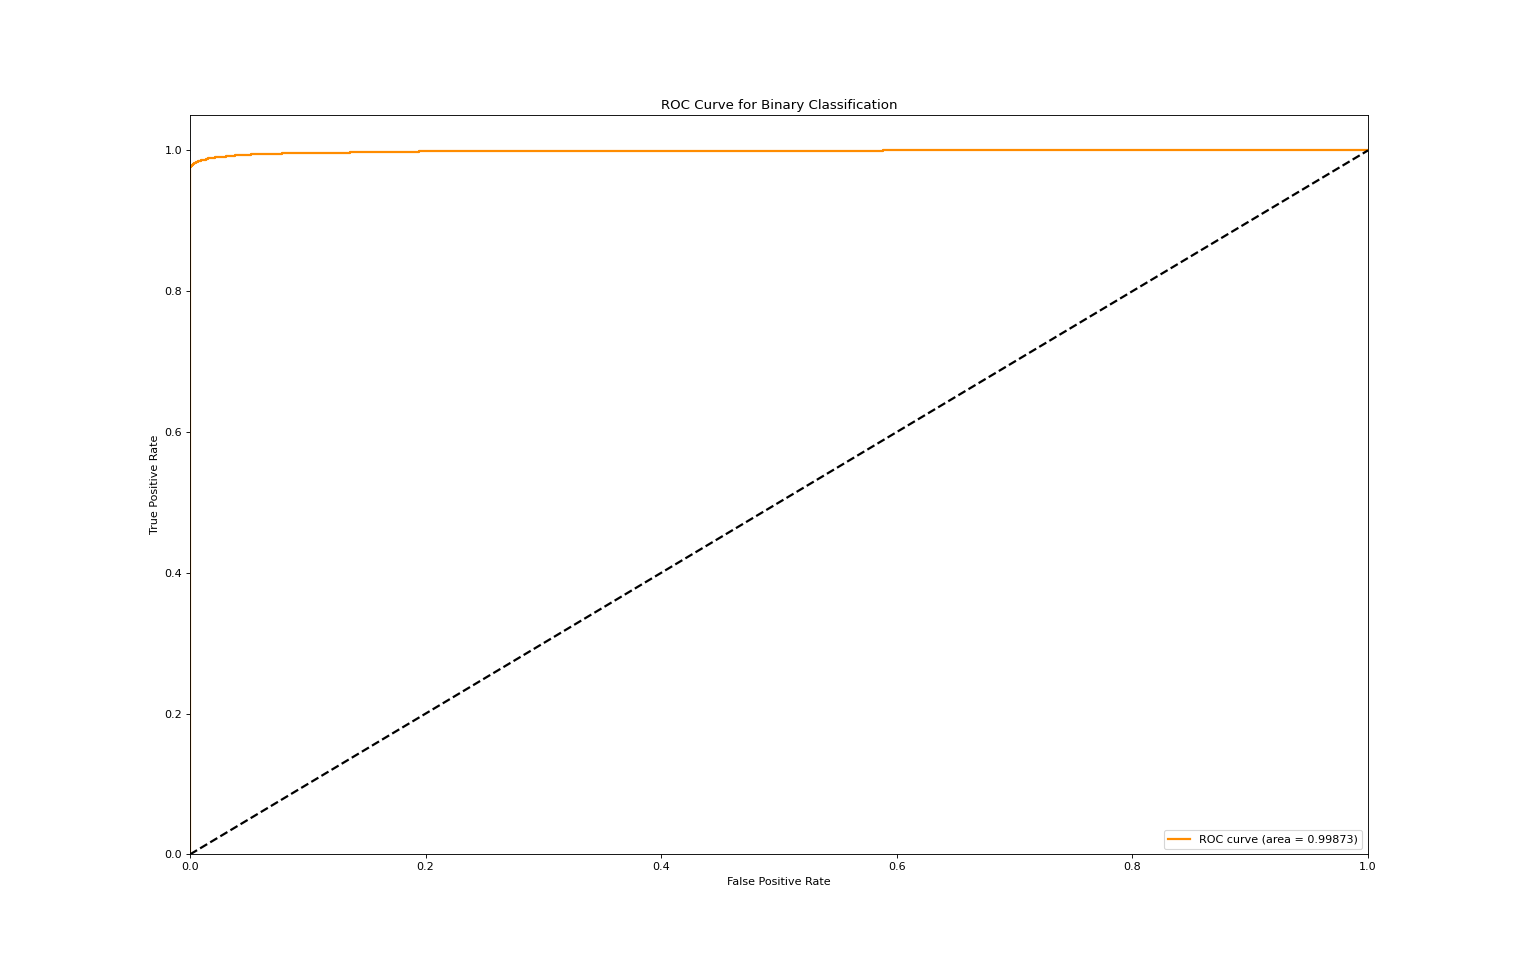 ROC Curve for Binary Classification
1.0
0.8
0.6
0.4
0.2
0.0
True Positive Rate
ROC curve (area = 0.99873)
0.0 0.2 0.4 0.6 0.8 1.0
False Positive Rate